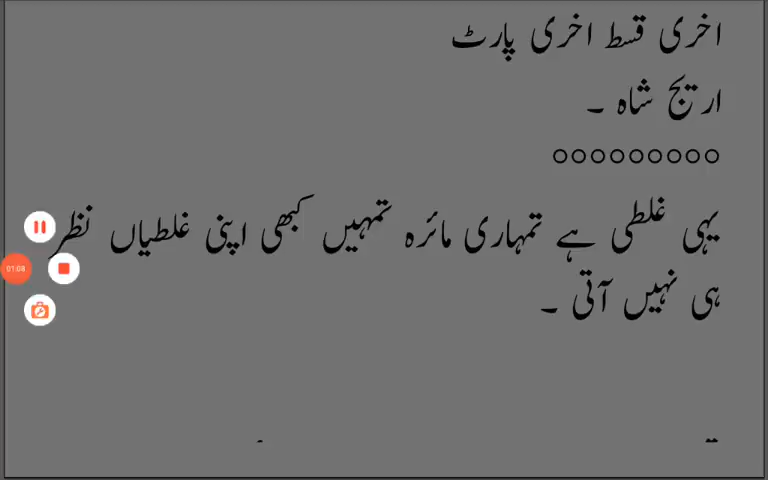 اخری قسط اخری پارٹ
اریج شاہ ۔
○○○○○○○○○
یہی غلطی ہے تمہاری مائرہ تمہیں کبھی اپنی غلطیاں نظر
ہی نہیں آتی ۔
01:08